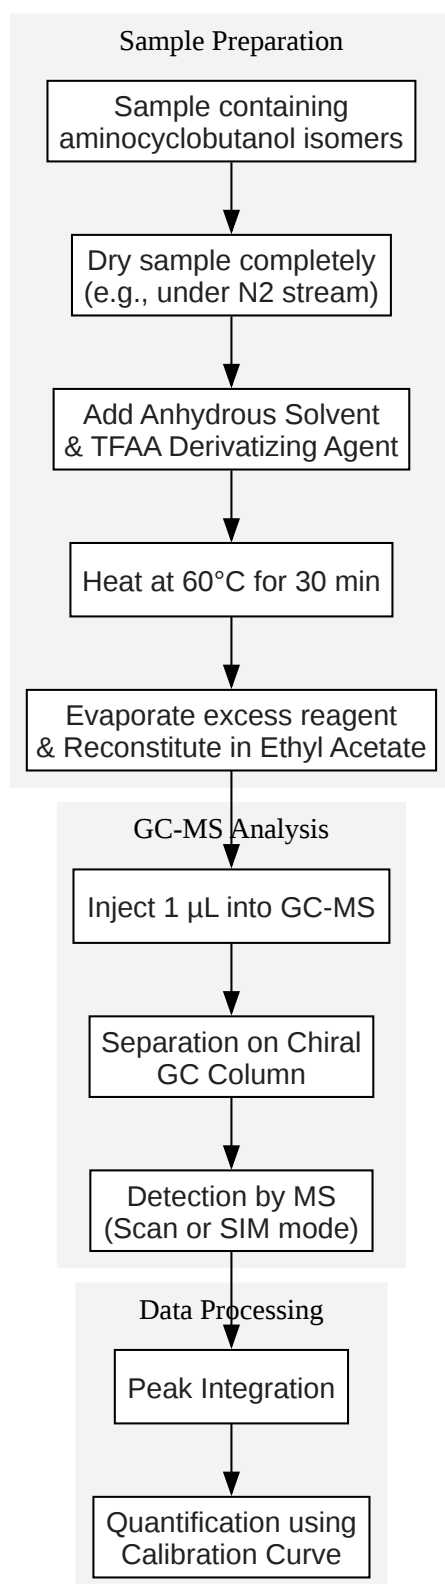 Sample Preparation
Sample containing
aminocyclobutanol isomers
Dry sample completely
(e.g., under N2 stream)
Add Anhydrous Solvent
& TFAA Derivatizing Agent
Heat at 60°C for 30 min
Evaporate excess reagent
& Reconstitute in Ethyl Acetate
GC-MS Analysis
Inject 1 µL into GC-MS
Separation on Chiral
GC Column
Detection by MS
(Scan or SIM mode)
Data Processing
Peak Integration
Quantification using
Calibration Curve